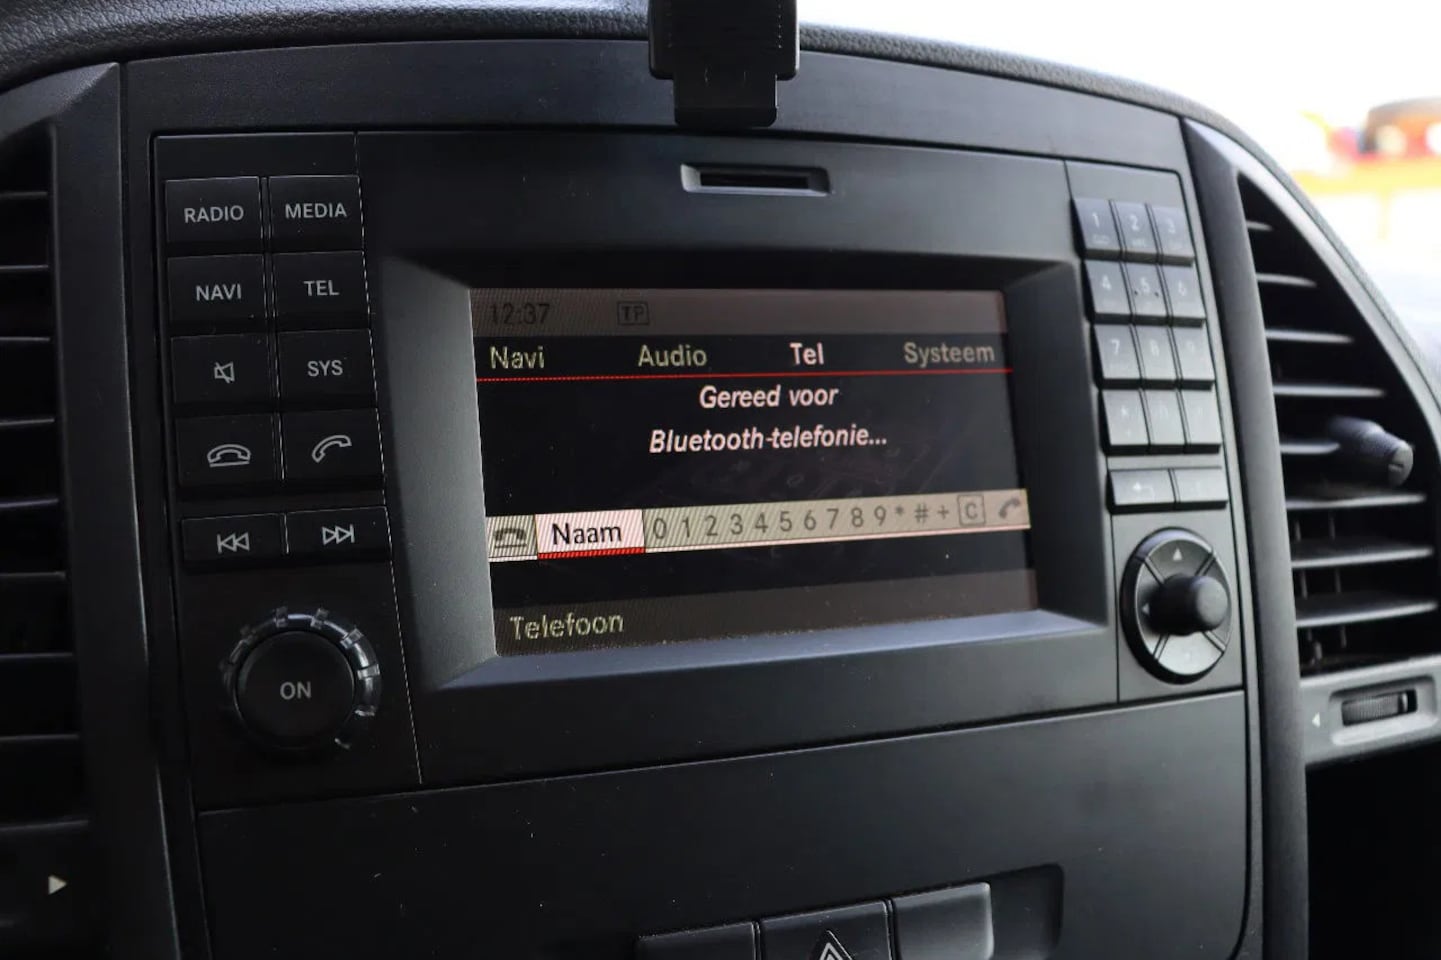 RADIO MEDIA
NAVI TEL
SYS
ON
12:37 TP
Navi Audio Tel Systeem
Gereed voor
Bluetooth-telefonie...
Naam 0 1 2 3 4 5 6 7 8 9 * # + C
Telefoon
1 2 3
4 5 6
7 8 9